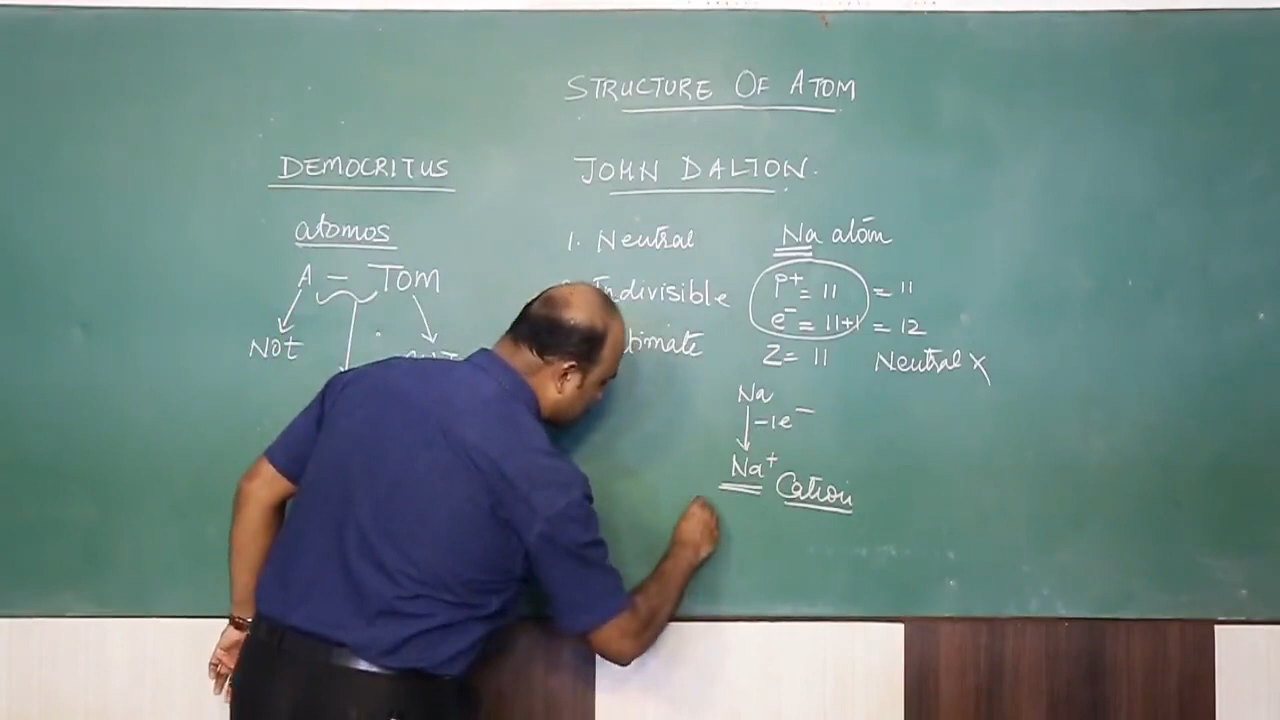 STRUCTURE OF ATOM
DEMOCRITUS
atomos
A - TOM
Not
JOHN DALTON.
1. Neutral
Indivisible
Na atom
p+ = 11 = 11
e- = 11+1 = 12
Z = 11 Neutral X
Na
-1e-
Na+ Cation